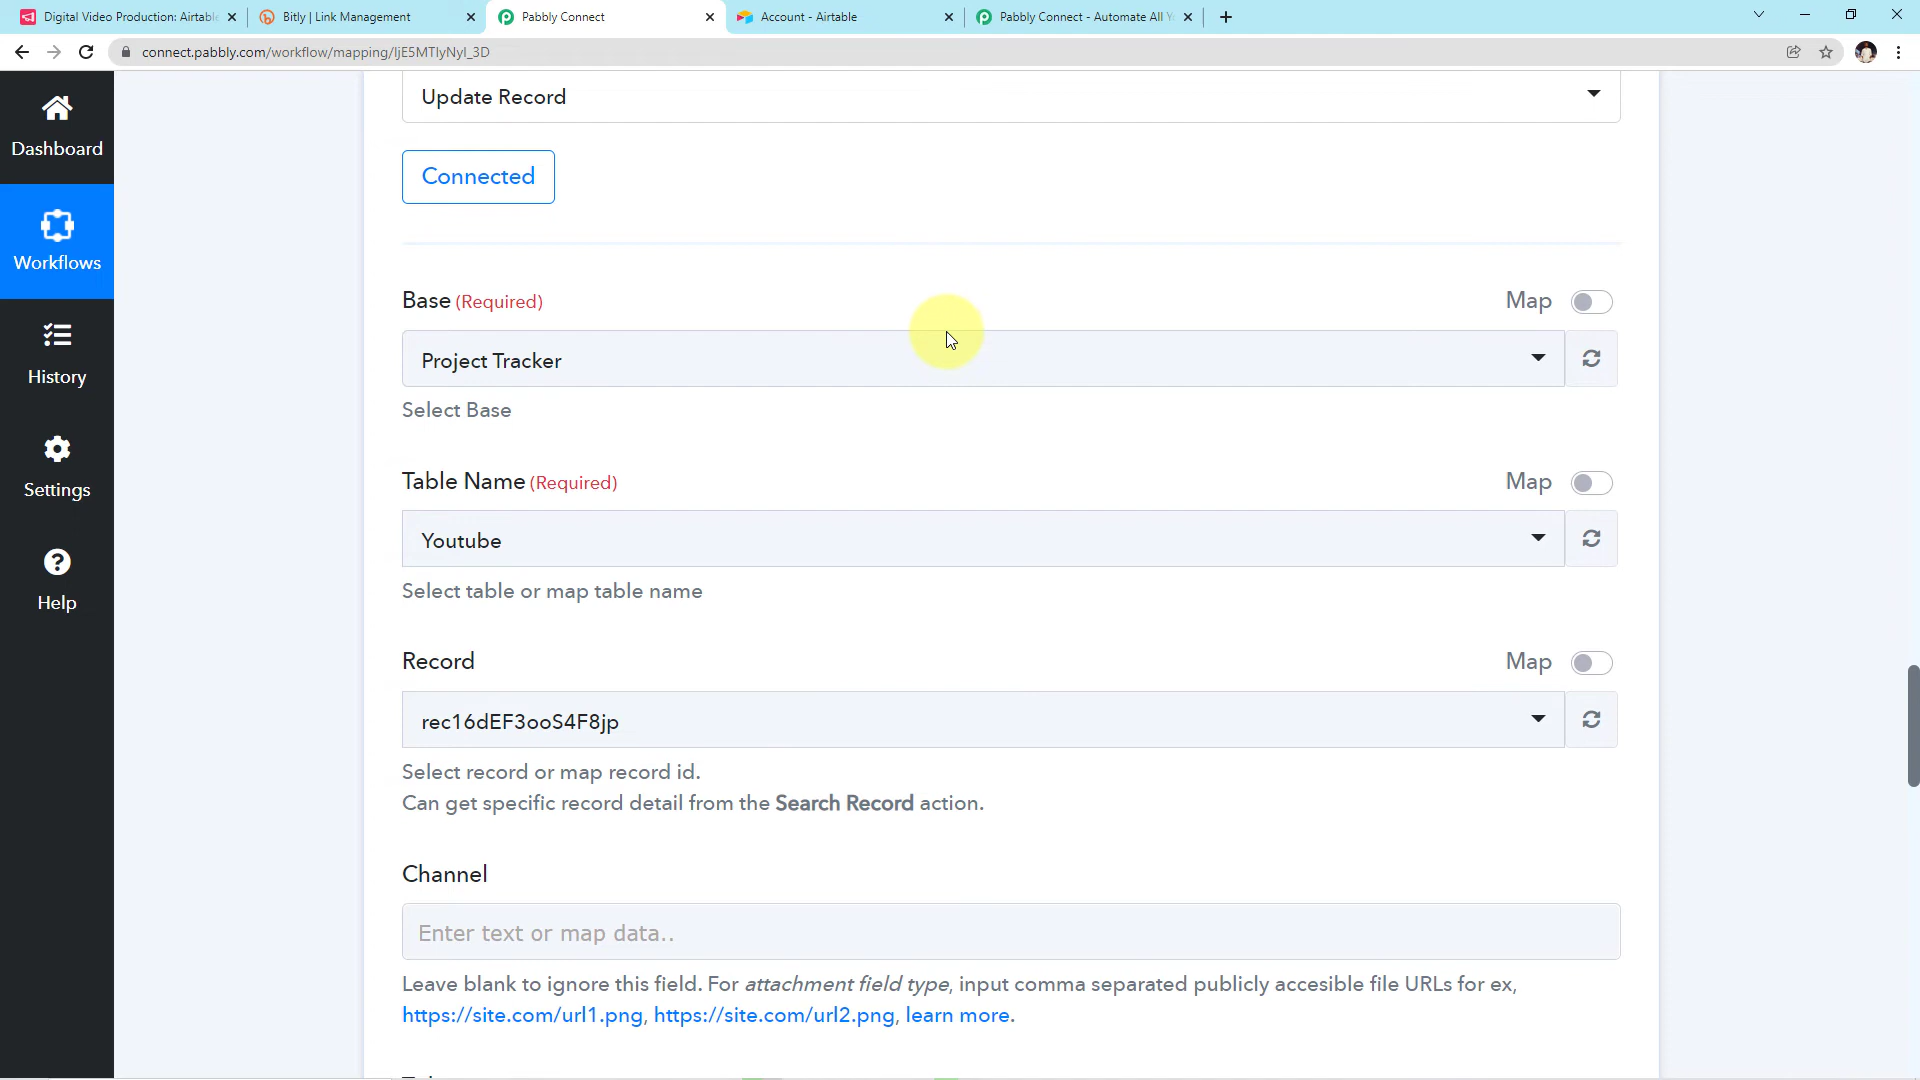 Digital Video Production: Airtable
Bitly | Link Management
Pabbly Connect
Account - Airtable
Pabbly Connect - Automate All Y
connect.pabbly.com/workflow/mapping/IjE5MTIyNyI_3D
Dashboard
Workflows
History
Settings
Help
Update Record
Connected
Base (Required)
Map
Project Tracker
Select Base
Table Name (Required)
Map
Youtube
Select table or map table name
Record
Map
rec16dEF3ooS4F8jp
Select record or map record id.
Can get specific record detail from the Search Record action.
Channel
Enter text or map data..
Leave blank to ignore this field. For attachment field type, input comma separated publicly accesible file URLs for ex,
https://site.com/url1.png, https://site.com/url2.png, learn more.